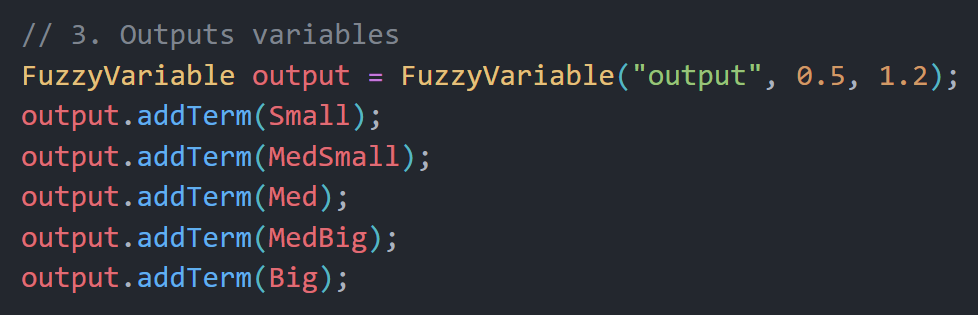 // 3. Outputs variables
FuzzyVariable output = FuzzyVariable("output", 0.5, 1.2);
output.addTerm(Small);
output.addTerm(MedSmall);
output.addTerm(Med);
output.addTerm(MedBig);
output.addTerm(Big);